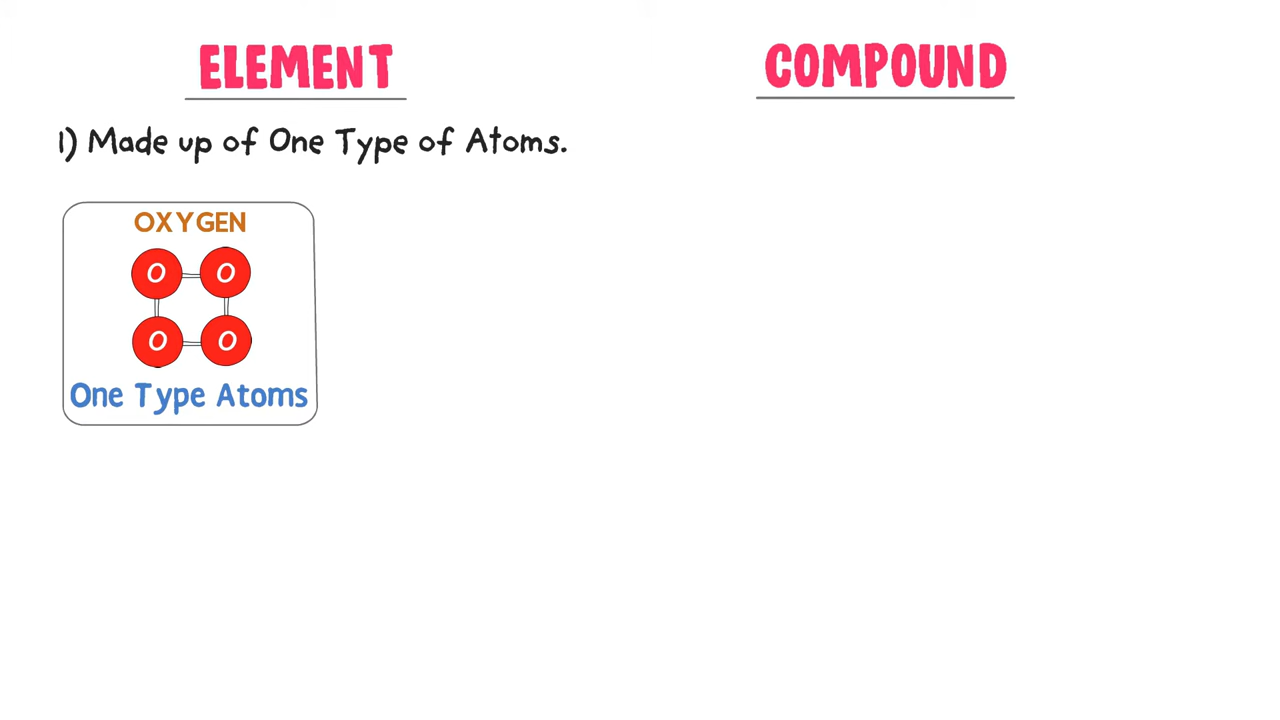 ELEMENT
COMPOUND
1) Made up of One Type of Atoms.
OXYGEN
O O
O O
One Type Atoms